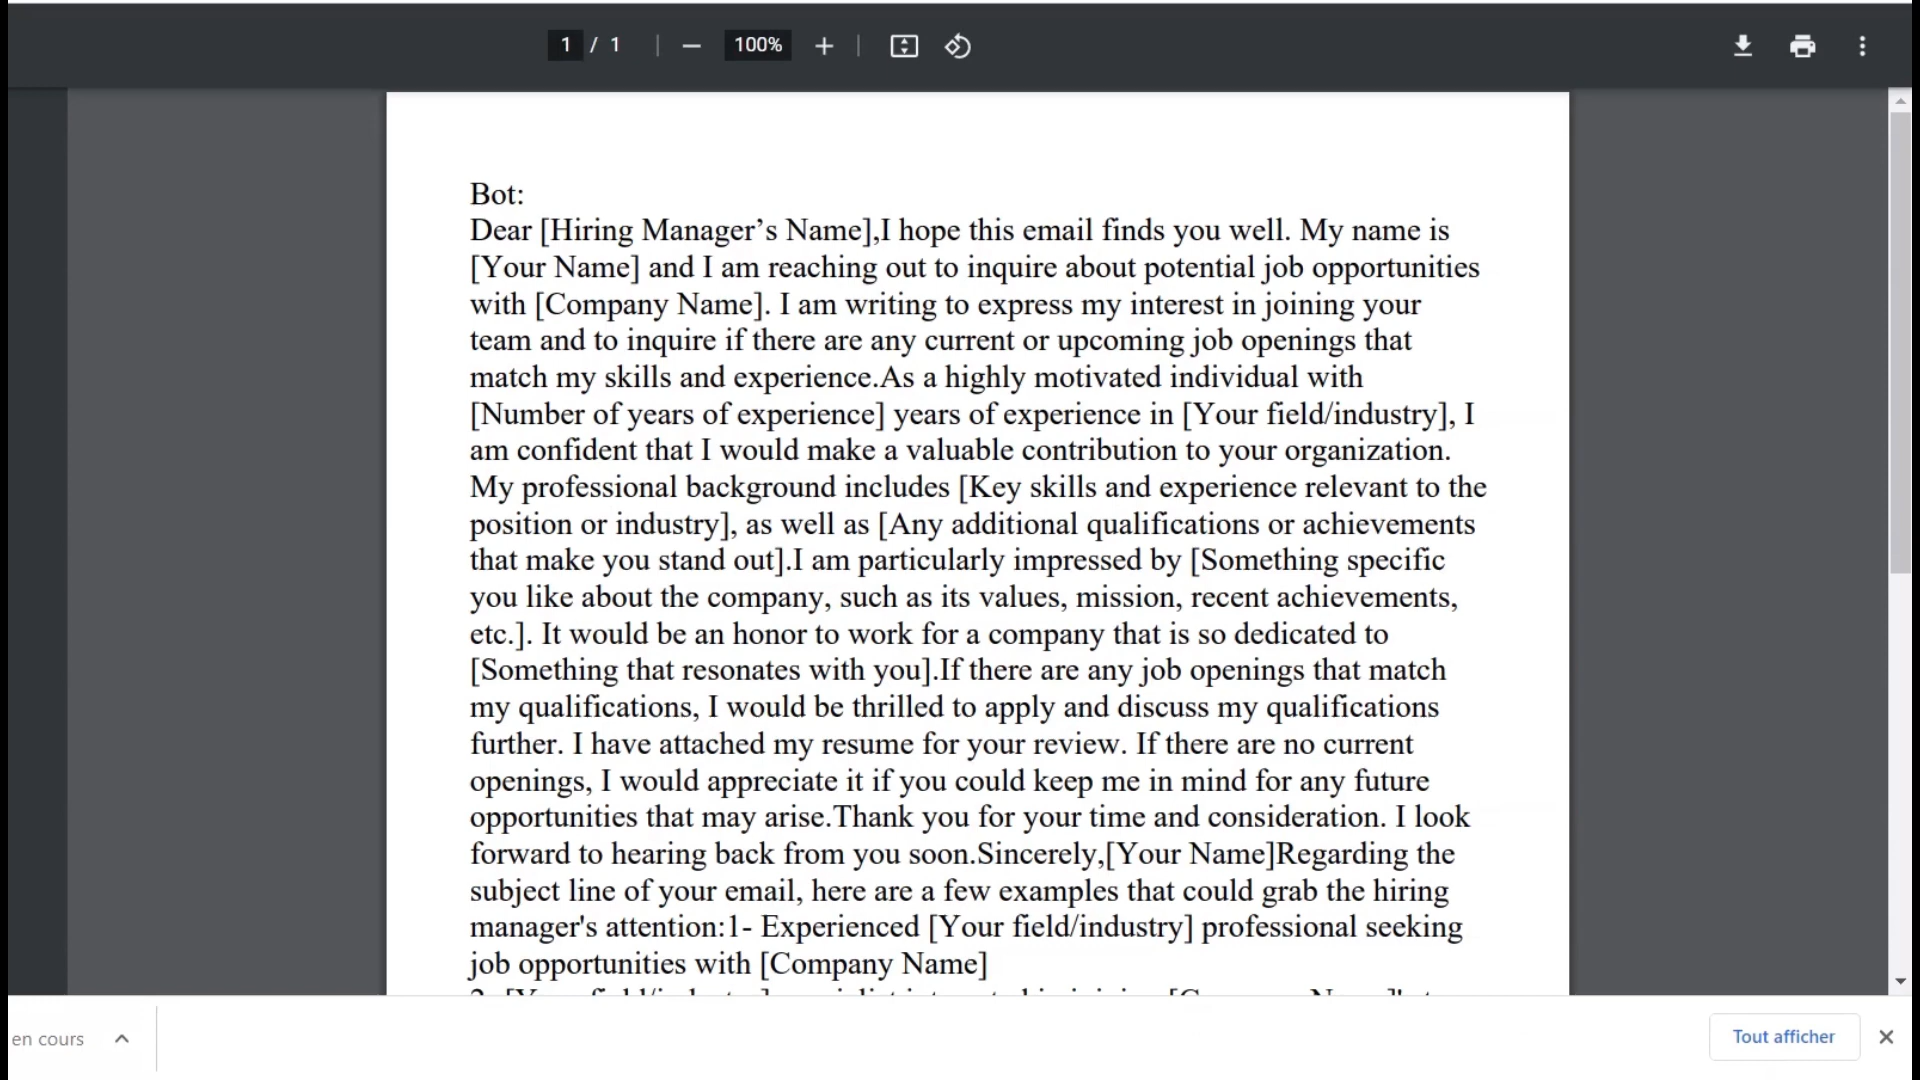 1 / 1 100%
Bot:
Dear [Hiring Manager’s Name],I hope this email finds you well. My name is
[Your Name] and I am reaching out to inquire about potential job opportunities
with [Company Name]. I am writing to express my interest in joining your
team and to inquire if there are any current or upcoming job openings that
match my skills and experience.As a highly motivated individual with
[Number of years of experience] years of experience in [Your field/industry], I
am confident that I would make a valuable contribution to your organization.
My professional background includes [Key skills and experience relevant to the
position or industry], as well as [Any additional qualifications or achievements
that make you stand out].I am particularly impressed by [Something specific
you like about the company, such as its values, mission, recent achievements,
etc.]. It would be an honor to work for a company that is so dedicated to
[Something that resonates with you].If there are any job openings that match
my qualifications, I would be thrilled to apply and discuss my qualifications
further. I have attached my resume for your review. If there are no current
openings, I would appreciate it if you could keep me in mind for any future
opportunities that may arise.Thank you for your time and consideration. I look
forward to hearing back from you soon.Sincerely,[Your Name]Regarding the
subject line of your email, here are a few examples that could grab the hiring
manager's attention:1- Experienced [Your field/industry] professional seeking
job opportunities with [Company Name]
en cours
Tout afficher